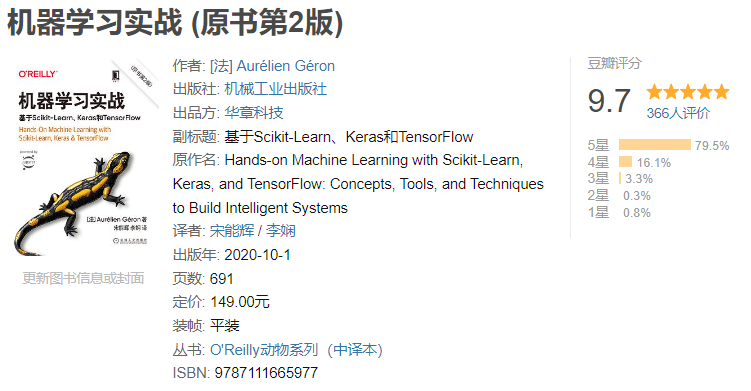 机器学习实战 (原书第2版)
O'REILLY
(原书第2版)
机器学习实战
基于Scikit-Learn, Keras和TensorFlow
Hands-On Machine Learning with
Scikit-Learn, Keras & TensorFlow
[法] Aurélien Géron 著
宋能辉 李娴 译
更新图书信息或封面
作者: [法] Aurélien Géron
出版社: 机械工业出版社
出品方: 华章科技
副标题: 基于Scikit-Learn、Keras和TensorFlow
原作名: Hands-on Machine Learning with Scikit-Learn,
Keras, and TensorFlow: Concepts, Tools, and Techniques
to Build Intelligent Systems
译者: 宋能辉 / 李娴
出版年: 2020-10-1
页数: 691
定价: 149.00元
装帧: 平装
丛书: O'Reilly动物系列（中译本）
ISBN: 9787111665977
豆瓣评分
9.7
366人评价
5星 79.5%
4星 16.1%
3星 3.3%
2星 0.3%
1星 0.8%